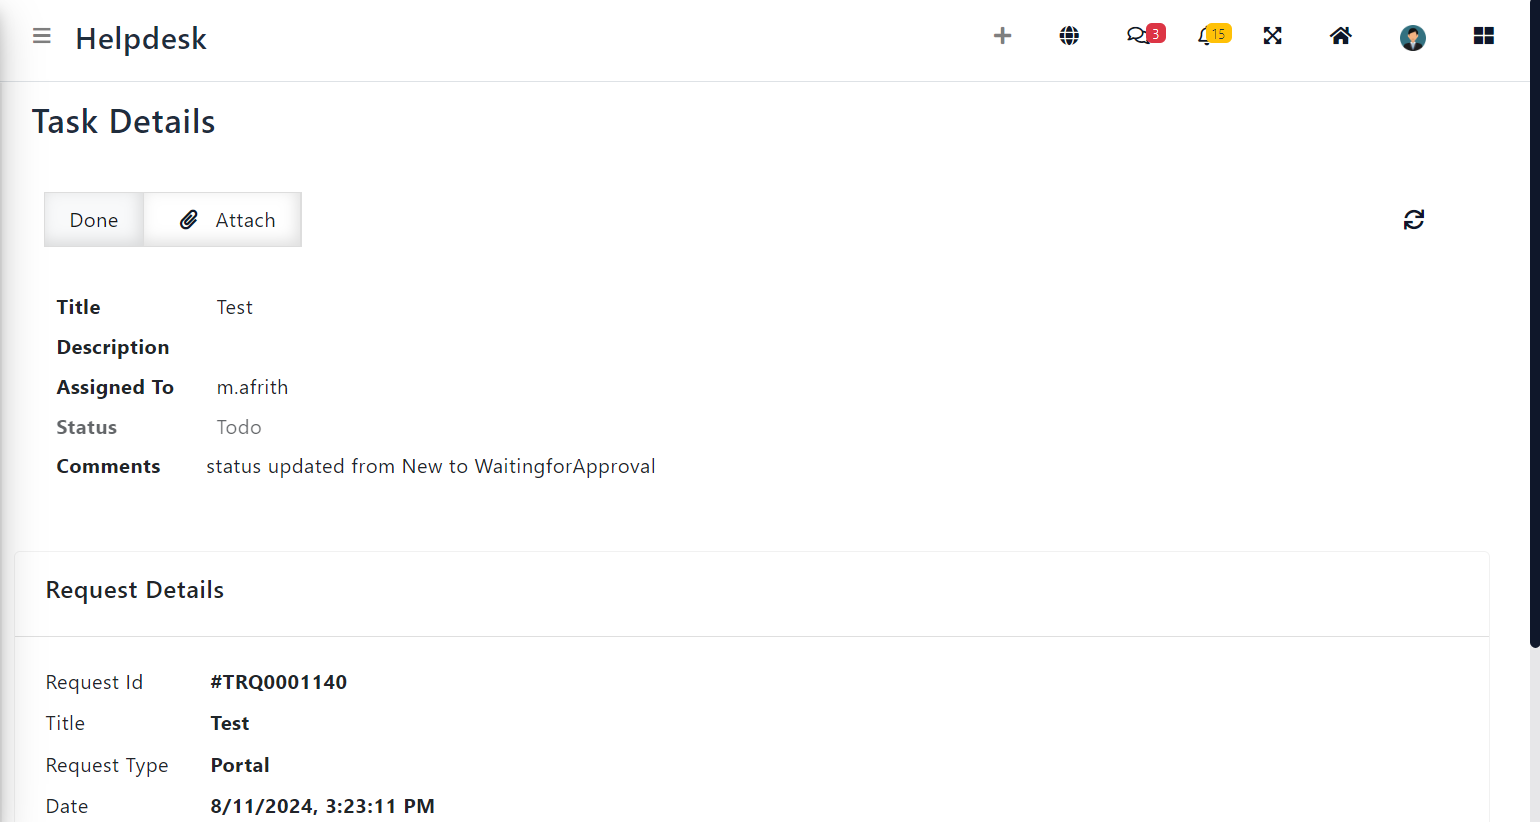 Helpdesk
3
15
Task Details
Done
Attach
Title Test
Description
Assigned To m.afrith
Status Todo
Comments status updated from New to WaitingforApproval
Request Details
Request Id #TRQ0001140
Title Test
Request Type Portal
Date 8/11/2024, 3:23:11 PM